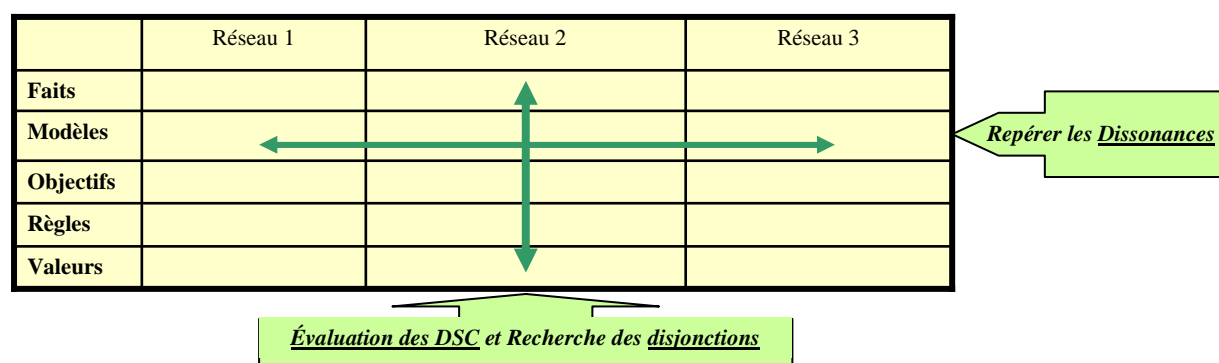 Réseau 1 Réseau 2 Réseau 3
Faits
Modèles
Repérer les Dissonances
Objectifs
Règles
Valeurs
Évaluation des DSC et Recherche des disjonctions